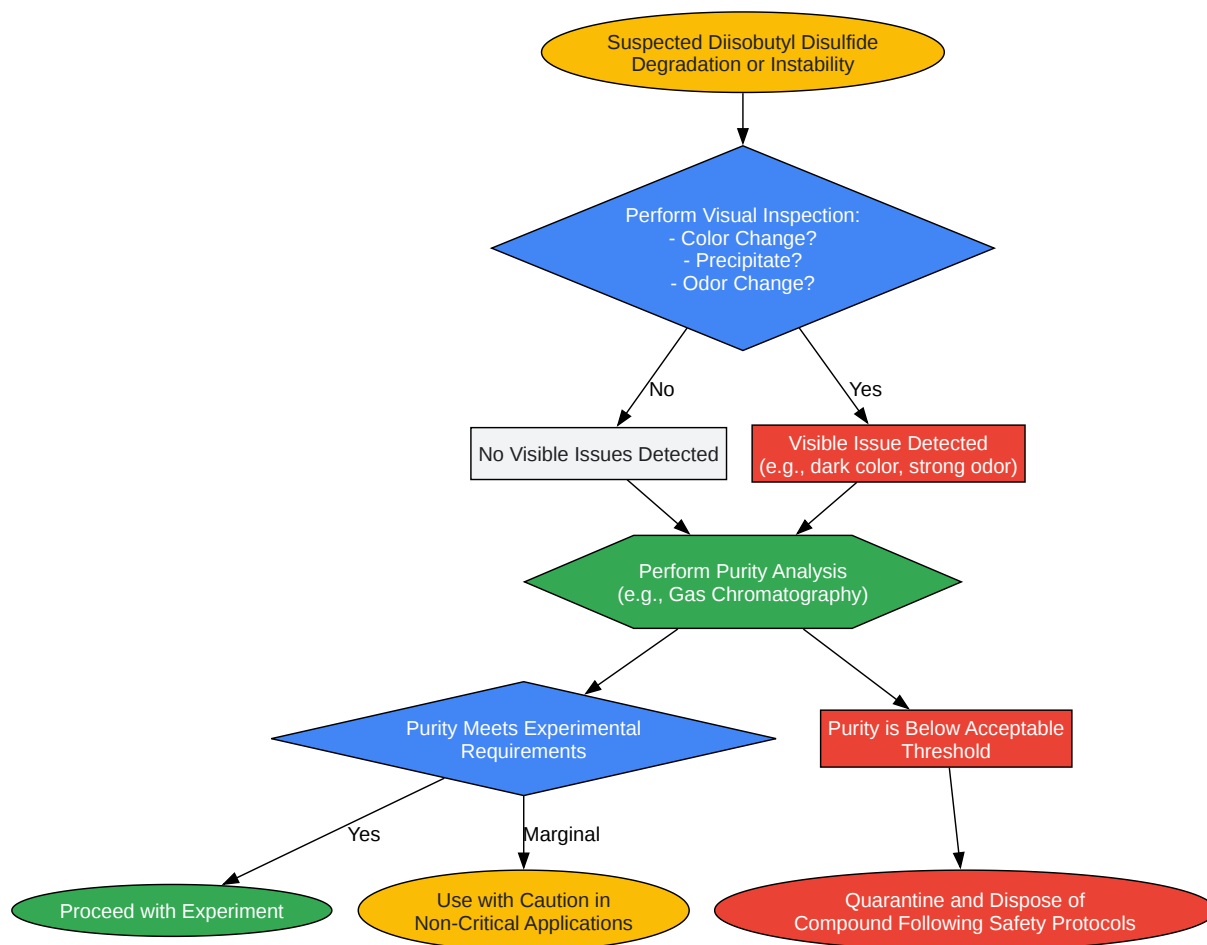 Suspected Diisobutyl Disulfide
Degradation or Instability
Perform Visual Inspection:
- Color Change?
- Precipitate?
- Odor Change?
No
Yes
No Visible Issues Detected
Visible Issue Detected
(e.g., dark color, strong odor)
Perform Purity Analysis
(e.g., Gas Chromatography)
Purity Meets Experimental
Requirements
Purity is Below Acceptable
Threshold
Yes
Marginal
Proceed with Experiment
Use with Caution in
Non-Critical Applications
Quarantine and Dispose of
Compound Following Safety Protocols